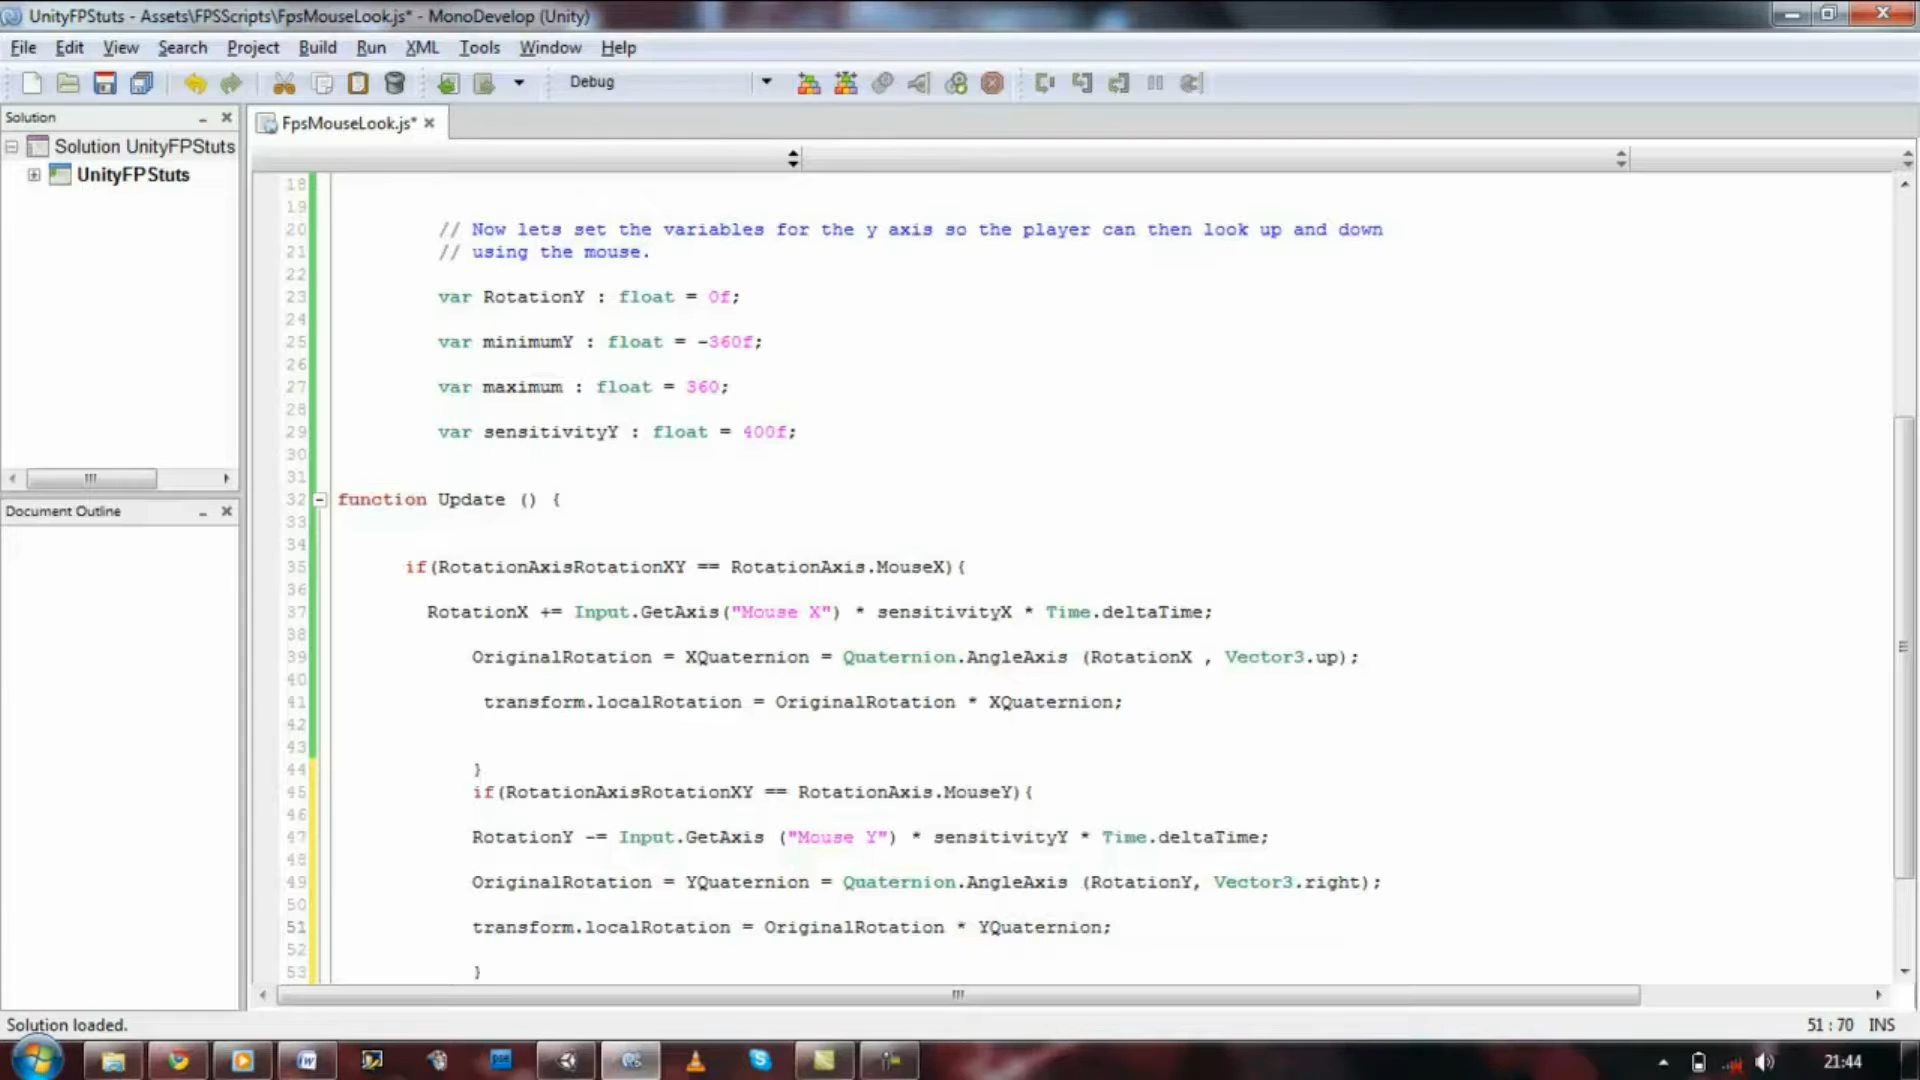 UnityFPStuts - Assets\FPSScripts\FpsMouseLook.js* - MonoDevelop (Unity)
File Edit View Search Project Build Run XML Tools Window Help
Debug
Solution
FpsMouseLook.js*
Solution UnityFPStuts
UnityFPStuts
18
19
20 // Now lets set the variables for the y axis so the player can then look up and down
21 // using the mouse.
22
23 var RotationY : float = 0f;
24
25 var minimumY : float = -360f;
26
27 var maximum : float = 360;
28
29 var sensitivityY : float = 400f;
30
31
32 function Update () {
33
34
35 if(RotationAxisRotationXY == RotationAxis.MouseX){
36
37 RotationX += Input.GetAxis("Mouse X") * sensitivityX * Time.deltaTime;
38
39 OriginalRotation = XQuaternion = Quaternion.AngleAxis (RotationX , Vector3.up);
40
41 transform.localRotation = OriginalRotation * XQuaternion;
42
43
44 }
45 if(RotationAxisRotationXY == RotationAxis.MouseY){
46
47 RotationY -= Input.GetAxis ("Mouse Y") * sensitivityY * Time.deltaTime;
48
49 OriginalRotation = YQuaternion = Quaternion.AngleAxis (RotationY, Vector3.right);
50
51 transform.localRotation = OriginalRotation * YQuaternion;
52
53 }
Document Outline
Solution loaded.
51 : 70 INS
pse
21:44